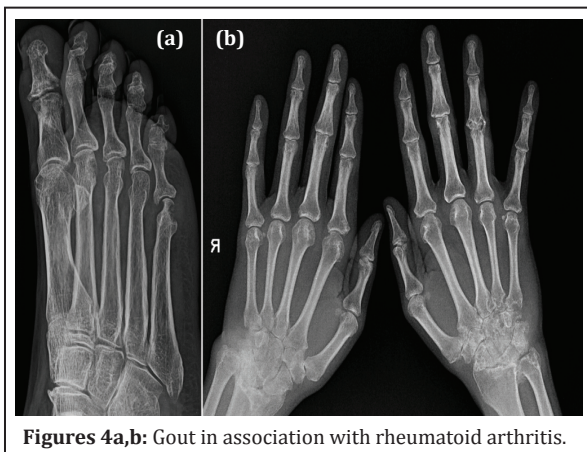 (a)
(b)
Я
Figures 4a,b: Gout in association with rheumatoid arthritis.